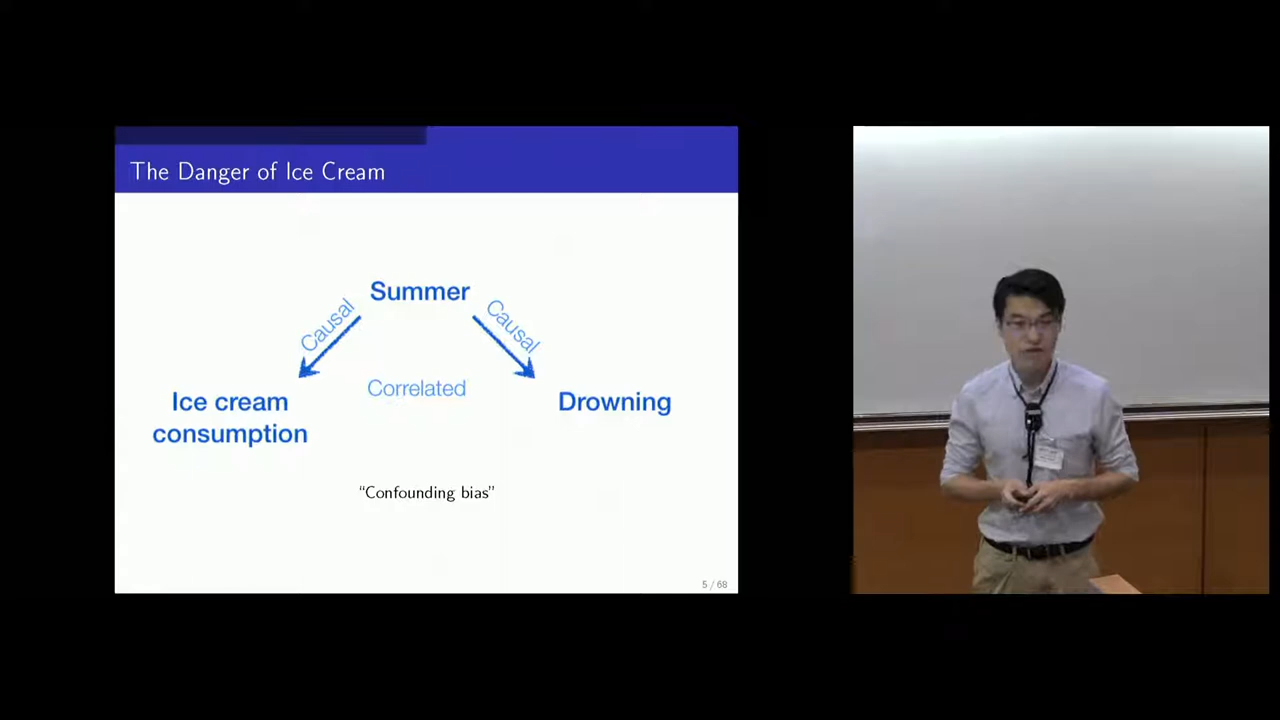 The Danger of Ice Cream
Summer
Causal
Causal
Correlated
Ice cream
consumption
Drowning
“Confounding bias”
5 / 68